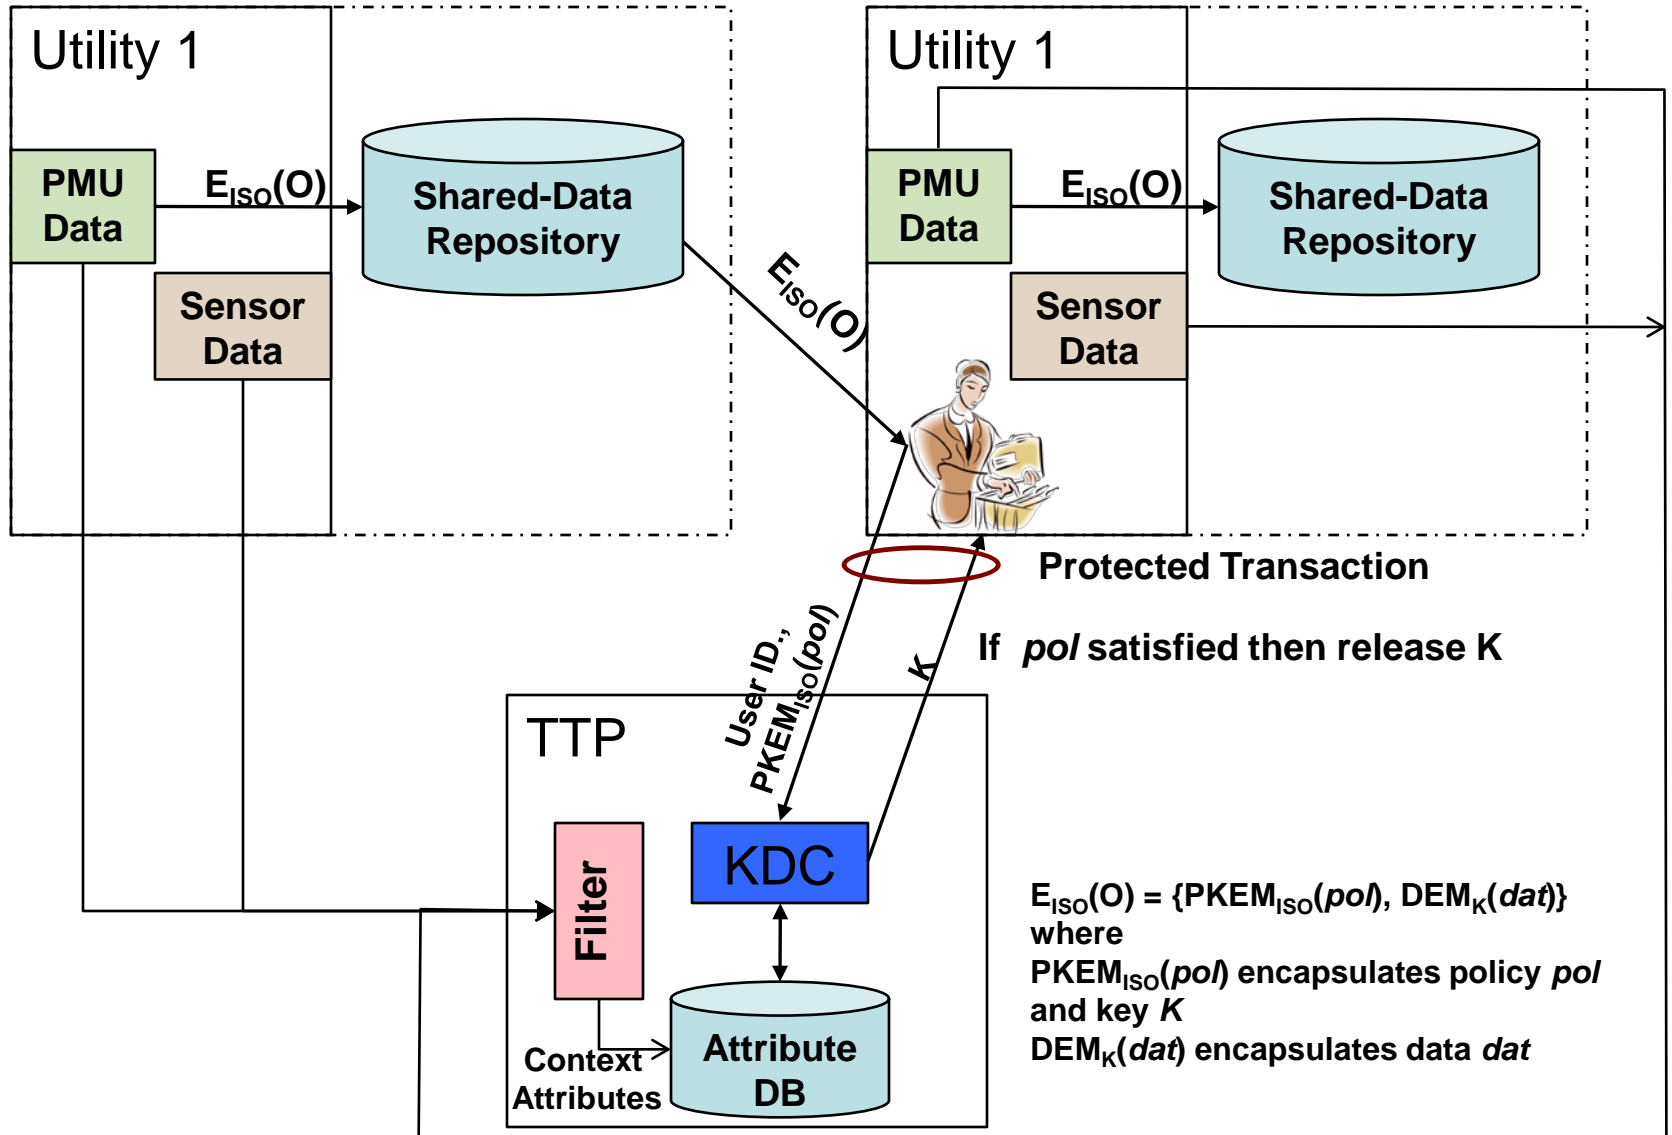 Utility 1
PMU
Data
E_ISO(O)
Shared-Data
Repository
Sensor
Data
E_ISO(O)
Utility 1
PMU
Data
E_ISO(O)
Shared-Data
Repository
Sensor
Data
Protected Transaction
If pol satisfied then release K
User ID.,
PKEM_ISO(pol)
K
TTP
Filter
KDC
Context
Attributes
Attribute
DB
E_ISO(O) = {PKEM_ISO(pol), DEM_K(dat)}
where
PKEM_ISO(pol) encapsulates policy pol
and key K
DEM_K(dat) encapsulates data dat